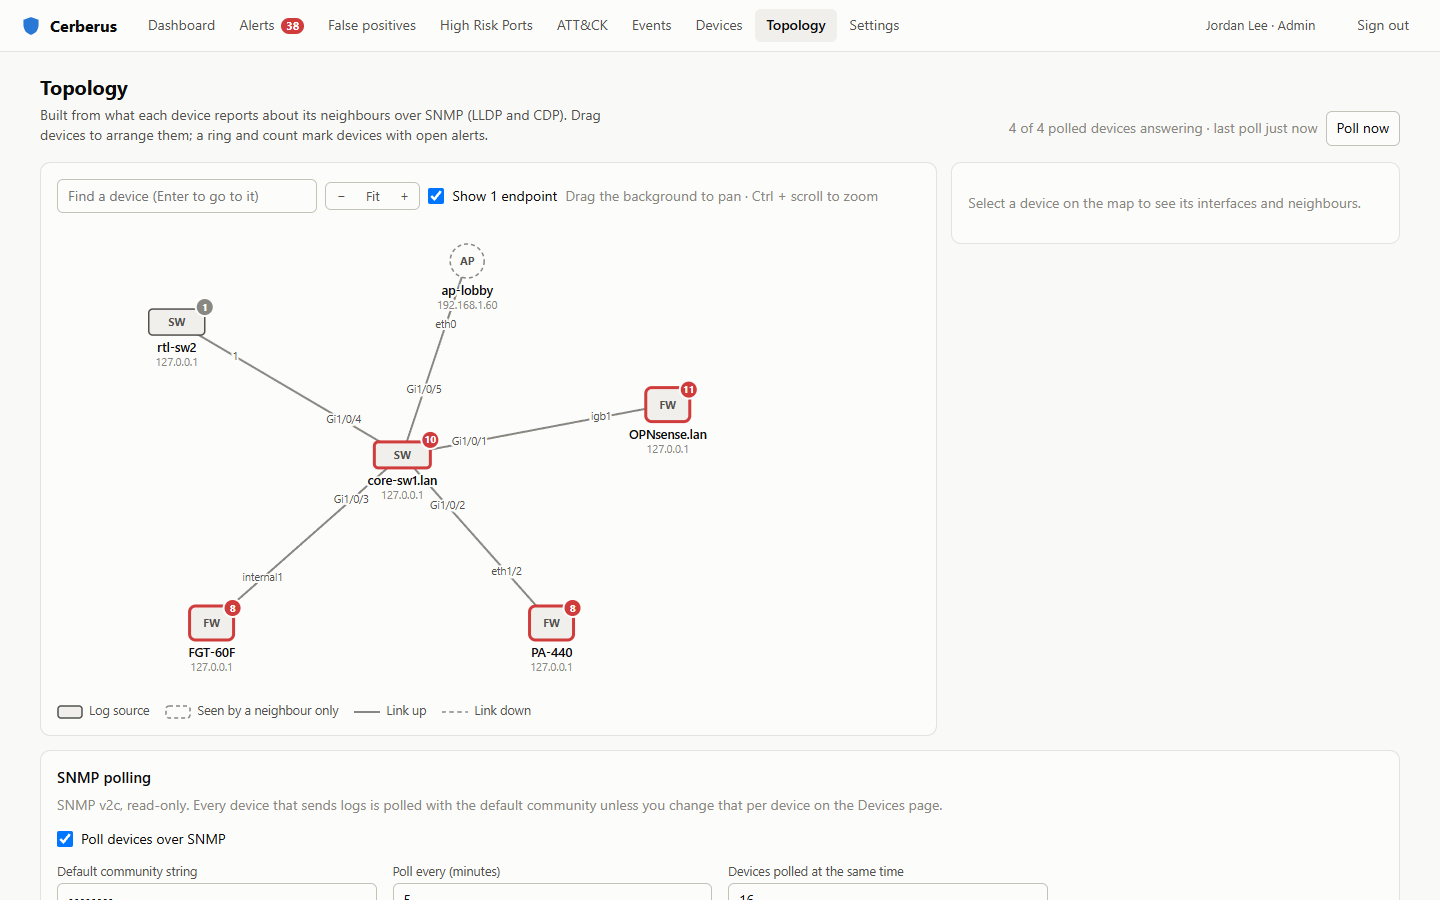 Cerberus
Dashboard
Alerts 38
False positives
High Risk Ports
ATT&CK
Events
Devices
Topology
Settings
Jordan Lee · Admin
Sign out
Topology
Built from what each device reports about its neighbours over SNMP (LLDP and CDP). Drag
devices to arrange them; a ring and count mark devices with open alerts.
4 of 4 polled devices answering · last poll just now
Poll now
Find a device (Enter to go to it)
− Fit +
Show 1 endpoint
Drag the background to pan · Ctrl + scroll to zoom
Select a device on the map to see its interfaces and neighbours.
AP
ap-lobby
192.168.1.60
eth0
1
SW
rtl-sw2
127.0.0.1
1
Gi1/0/5
11
FW
OPNsense.lan
127.0.0.1
igb1
Gi1/0/4
Gi1/0/1
10
SW
core-sw1.lan
127.0.0.1
Gi1/0/3
Gi1/0/2
internal1
eth1/2
8
FW
FGT-60F
127.0.0.1
8
FW
PA-440
127.0.0.1
Log source
Seen by a neighbour only
Link up
Link down
SNMP polling
SNMP v2c, read-only. Every device that sends logs is polled with the default community unless you change that per device on the Devices page.
Poll devices over SNMP
Default community string
Poll every (minutes)
Devices polled at the same time
5
16